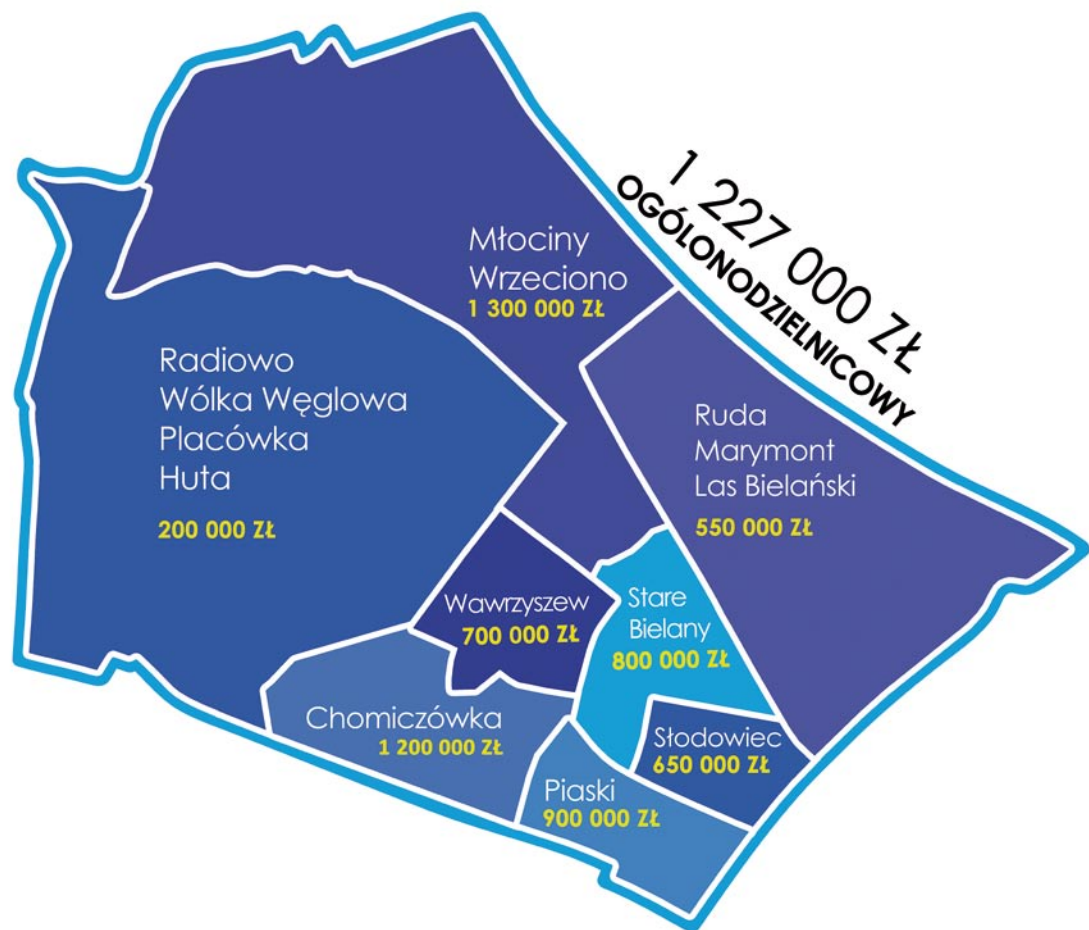 1 227 000 ZŁ
OGÓLONODZIELNICOWY
Młociny
Wrzeciono
1 300 000 ZŁ
Radiowo
Wólka Węglowa
Placówka
Huta
200 000 ZŁ
Ruda
Marymont
Las Bielański
550 000 ZŁ
Wawrzyszew
700 000 ZŁ
Stare
Bielany
800 000 ZŁ
Chomiczówka
1 200 000 ZŁ
Słodowiec
650 000 ZŁ
Piaski
900 000 ZŁ